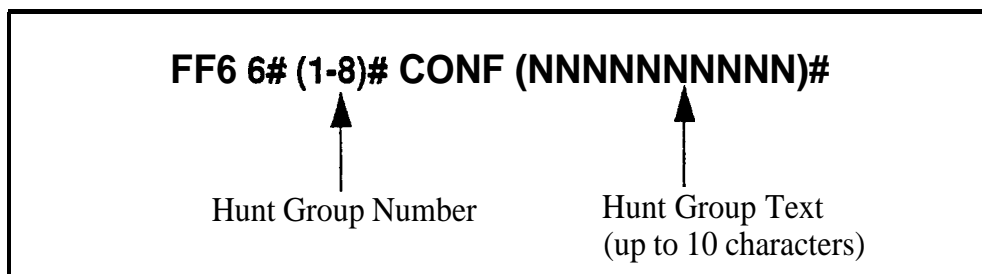 FF6 6# (1-8)# CONF (NNNNNNNNNN)#
Hunt Group Number
Hunt Group Text
(up to 10 characters)